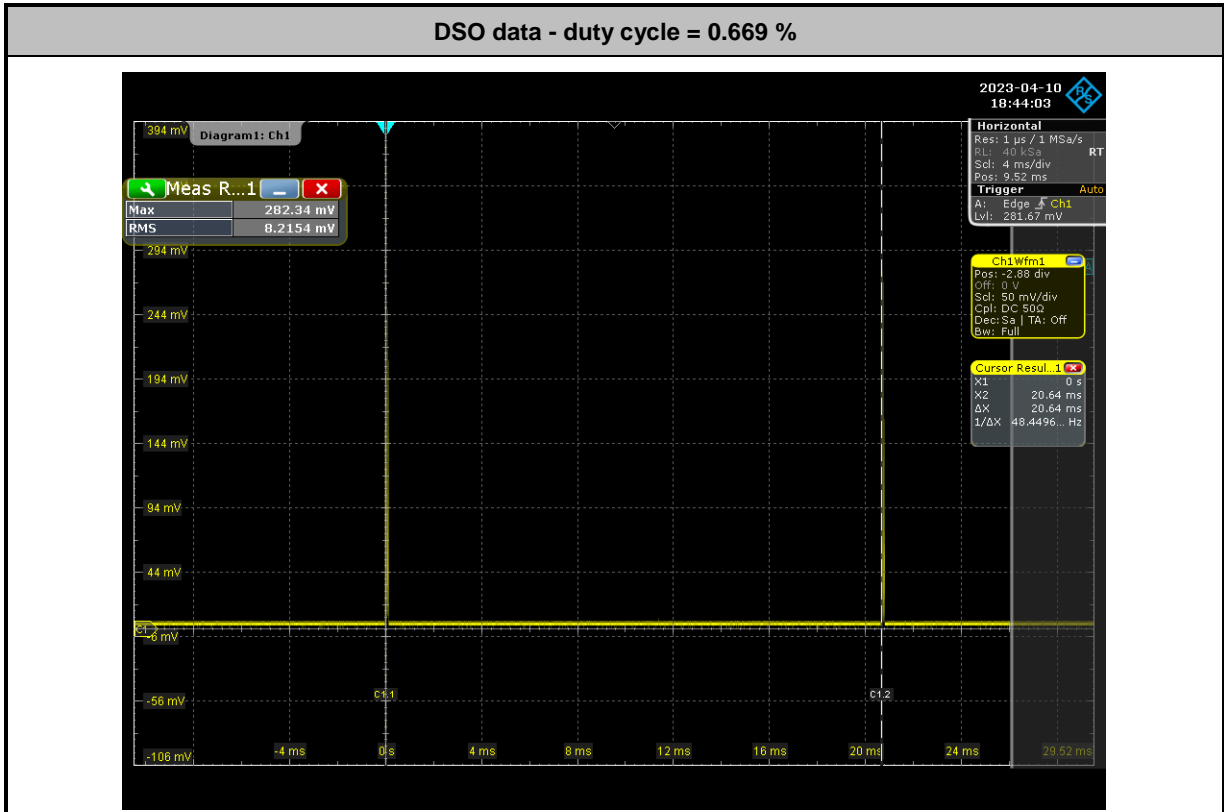 DSO data - duty cycle = 0.669 %
2023-04-10
18:44:03
R&S
394 mV
Diagram1: Ch1
Horizontal
Res: 1 µs / 1 MSa/s
RL: 40 kSa RT
Scl: 4 ms/div
Pos: 9.52 ms
Trigger Auto
A: Edge Ch1
Lvl: 281.67 mV
Meas R...1
Max 282.34 mV
RMS 8.2154 mV
294 mV
Ch1Wfm1
Pos: -2.88 div
Off: 0 V
Scl: 50 mV/div
Cpl: DC 50Ω
Dec: Sa | TA: Off
Bw: Full
244 mV
Cursor Resul...1
X1 0 s
X2 20.64 ms
ΔX 20.64 ms
1/ΔX 48.4496... Hz
194 mV
144 mV
94 mV
44 mV
C1
-6 mV
-56 mV
C1.1
C1.2
-106 mV
-4 ms
0 s
4 ms
8 ms
12 ms
16 ms
20 ms
24 ms
29.52 ms